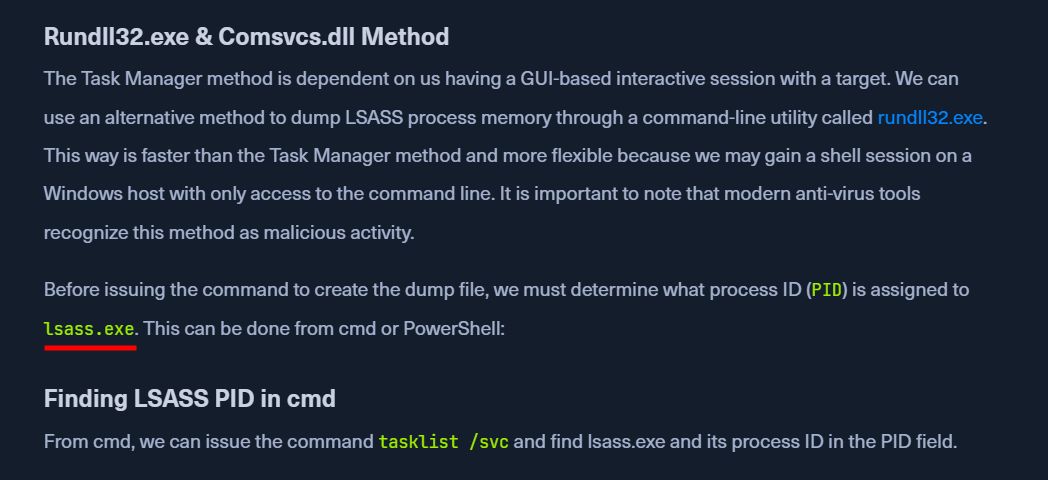 Rundll32.exe & Comsvcs.dll Method
The Task Manager method is dependent on us having a GUI-based interactive session with a target. We can
use an alternative method to dump LSASS process memory through a command-line utility called rundll32.exe.
This way is faster than the Task Manager method and more flexible because we may gain a shell session on a
Windows host with only access to the command line. It is important to note that modern anti-virus tools
recognize this method as malicious activity.
Before issuing the command to create the dump file, we must determine what process ID (PID) is assigned to
lsass.exe. This can be done from cmd or PowerShell:
Finding LSASS PID in cmd
From cmd, we can issue the command tasklist /svc and find lsass.exe and its process ID in the PID field.